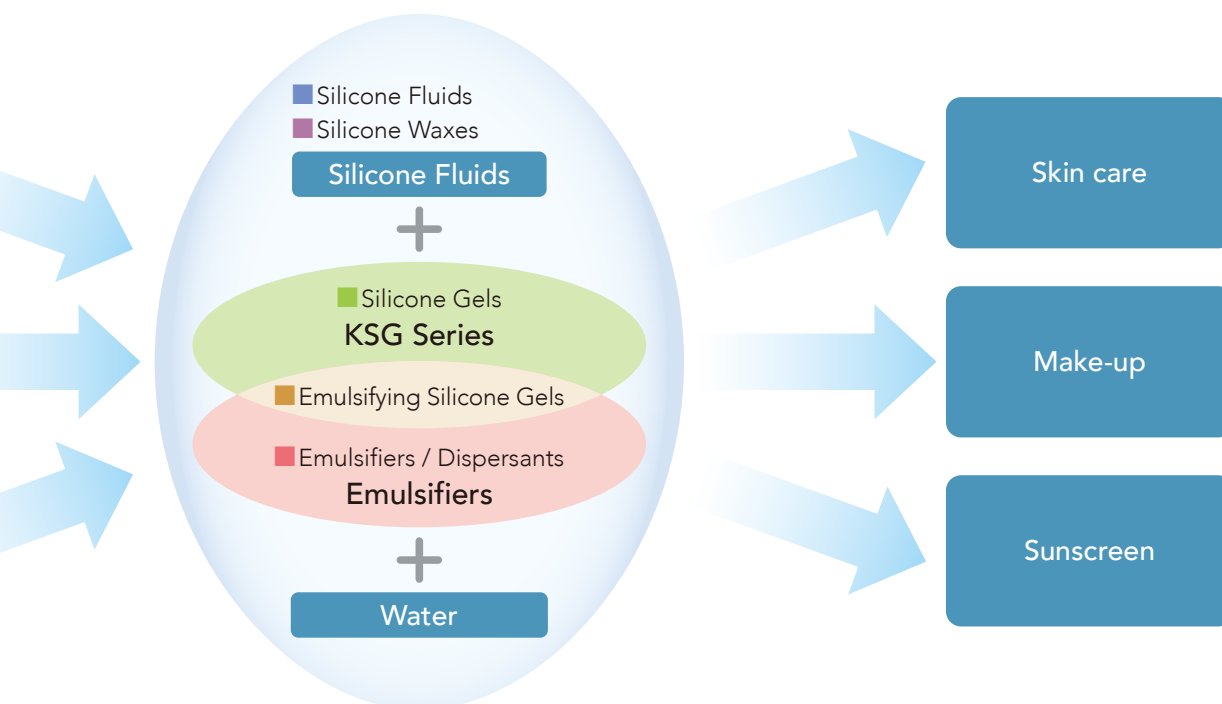 Silicone Fluids
Silicone Waxes
Silicone Fluids
Silicone Gels
KSG Series
Emulsifying Silicone Gels
Emulsifiers / Dispersants
Emulsifiers
Water
Skin care
Make-up
Sunscreen